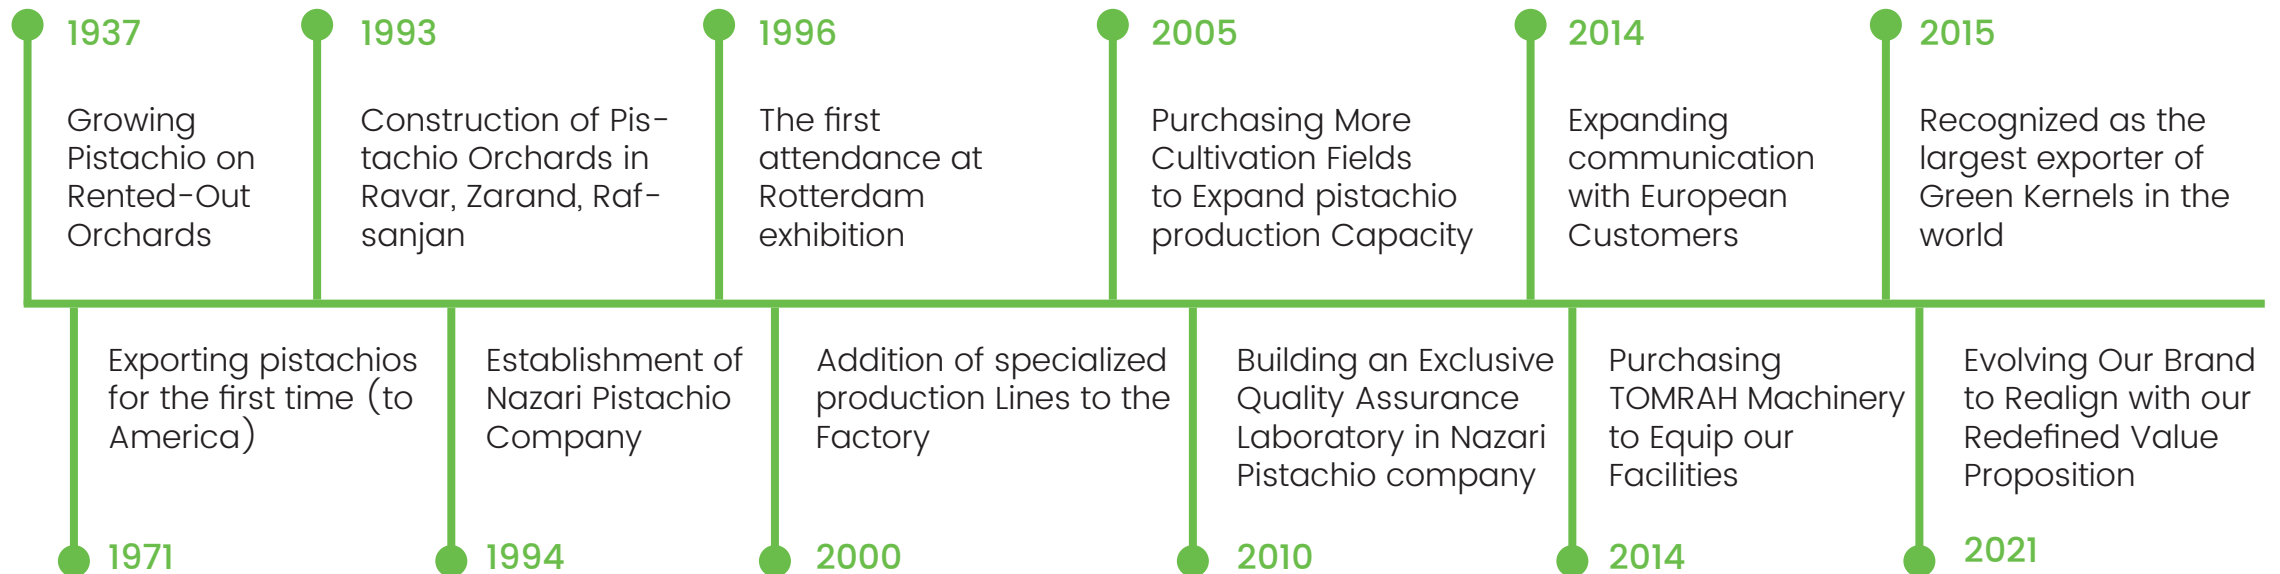 1937
Growing
Pistachio on
Rented-Out
Orchards
1993
Construction of Pis-
tachio Orchards in
Ravar, Zarand, Raf-
sanjan
1996
The first
attendance at
Rotterdam
exhibition
2005
Purchasing More
Cultivation Fields
to Expand pistachio
production Capacity
2014
Expanding
communication
with European
Customers
2015
Recognized as the
largest exporter of
Green Kernels in the
world
Exporting pistachios
for the first time (to
America)
1971
Establishment of
Nazari Pistachio
Company
1994
Addition of specialized
production Lines to the
Factory
2000
Building an Exclusive
Quality Assurance
Laboratory in Nazari
Pistachio company
2010
Purchasing
TOMRAH Machinery
to Equip our
Facilities
2014
Evolving Our Brand
to Realign with our
Redefined Value
Proposition
2021